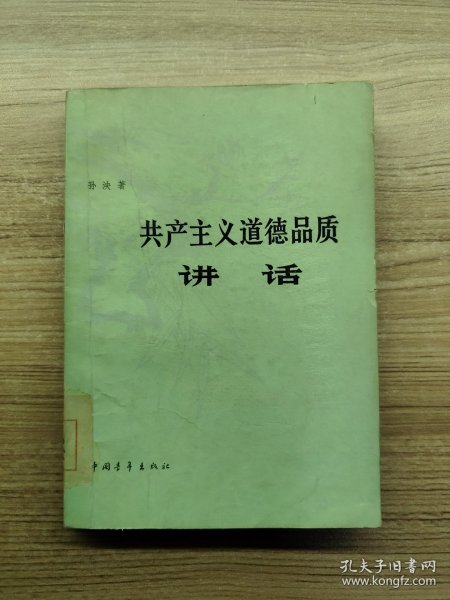 孙泱著
共产主义道德品质
讲话
中国青年出版社
孔夫子旧书网
www.kongfz.com